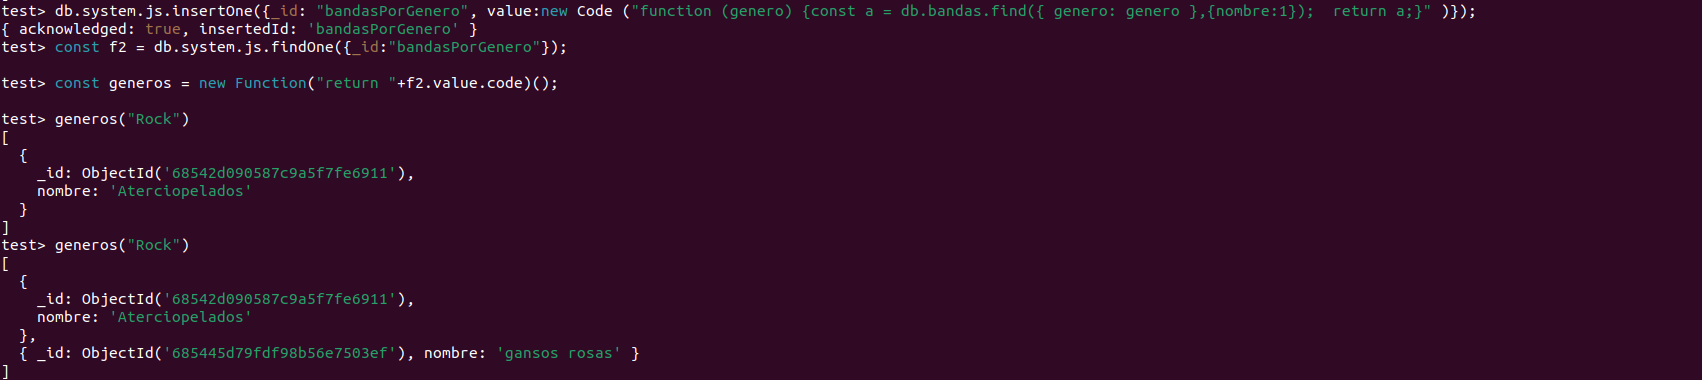 test> db.system.js.insertOne({_id: "bandasPorGenero", value:new Code ("function (genero) {const a = db.bandas.find({ genero: genero },{nombre:1});  return a;}" )});
{ acknowledged: true, insertedId: 'bandasPorGenero' }
test> const f2 = db.system.js.findOne({_id:"bandasPorGenero"});
test> const generos = new Function("return "+f2.value.code)();
test> generos("Rock")
[
  {
    _id: ObjectId('68542d090587c9a5f7fe6911'),
    nombre: 'Aterciopelados'
  }
]
test> generos("Rock")
[
  {
    _id: ObjectId('68542d090587c9a5f7fe6911'),
    nombre: 'Aterciopelados'
  },
  { _id: ObjectId('685445d79fdf98b56e7503ef'), nombre: 'gansos rosas' }
]